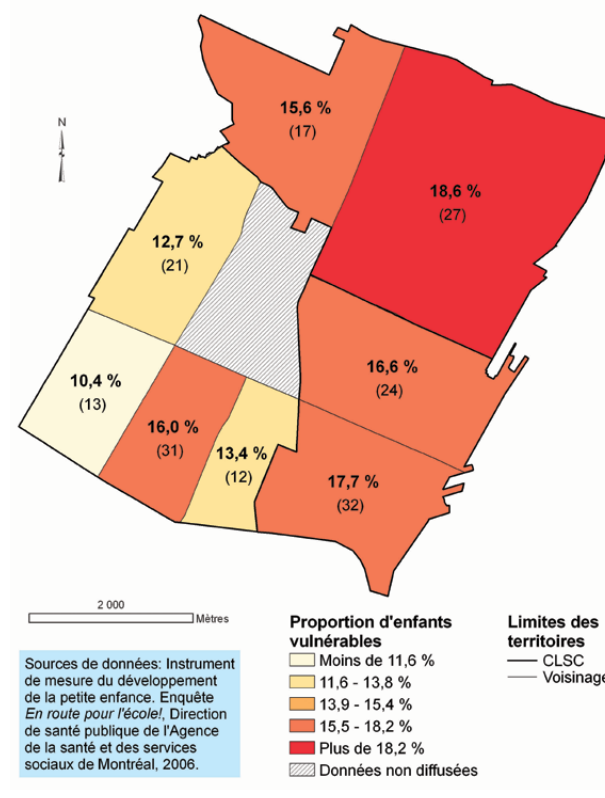 15,6 %
(17)
N
18,6 %
(27)
12,7 %
(21)
16,6 %
(24)
10,4 %
(13)
16,0 %
(31)
13,4 %
(12)
17,7 %
(32)
2 000
Mètres
Proportion d'enfants
vulnérables
Moins de 11,6 %
11,6 - 13,8 %
13,9 - 15,4 %
15,5 - 18,2 %
Plus de 18,2 %
Données non diffusées
Limites des
territoires
CLSC
Voisinage
Sources de données: Instrument
de mesure du développement
de la petite enfance. Enquête
En route pour l'école!, Direction
de santé publique de l'Agence
de la santé et des services
sociaux de Montréal, 2006.